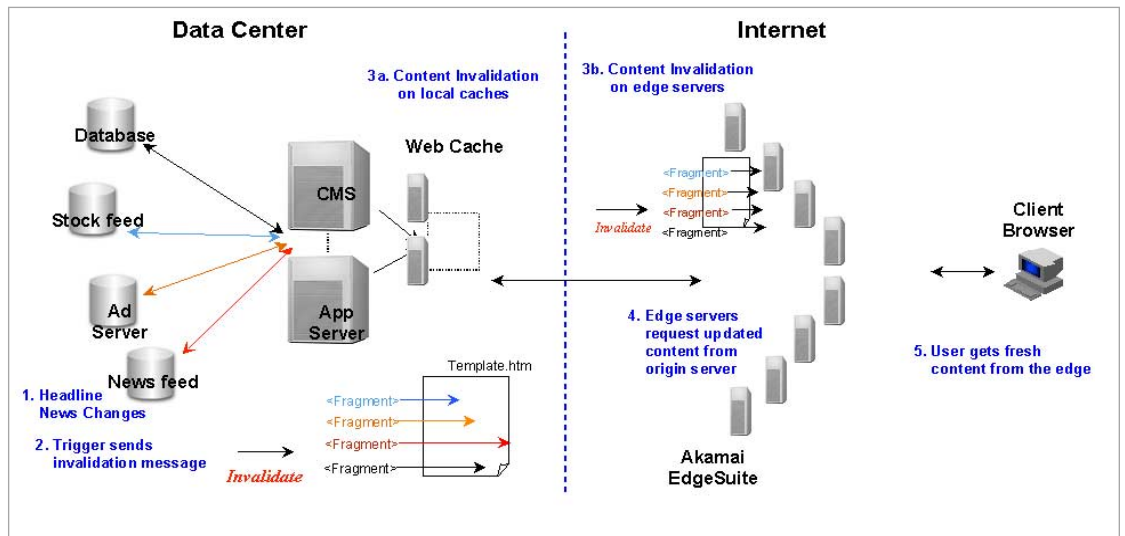 Data Center
Internet
3a. Content Invalidation
on local caches
3b. Content Invalidation
on edge servers
Database
Web Cache
CMS
<Fragment>
<Fragment>
<Fragment>
<Fragment>
Invalidate
Stock feed
Client
Browser
Ad
Server
App
Server
4. Edge servers
request updated
content from
origin server
5. User gets fresh
content from the edge
News feed
1. Headline
News Changes
2. Trigger sends
invalidation message
Invalidate
Template.htm
<Fragment>
<Fragment>
<Fragment>
<Fragment>
Akamai
EdgeSuite